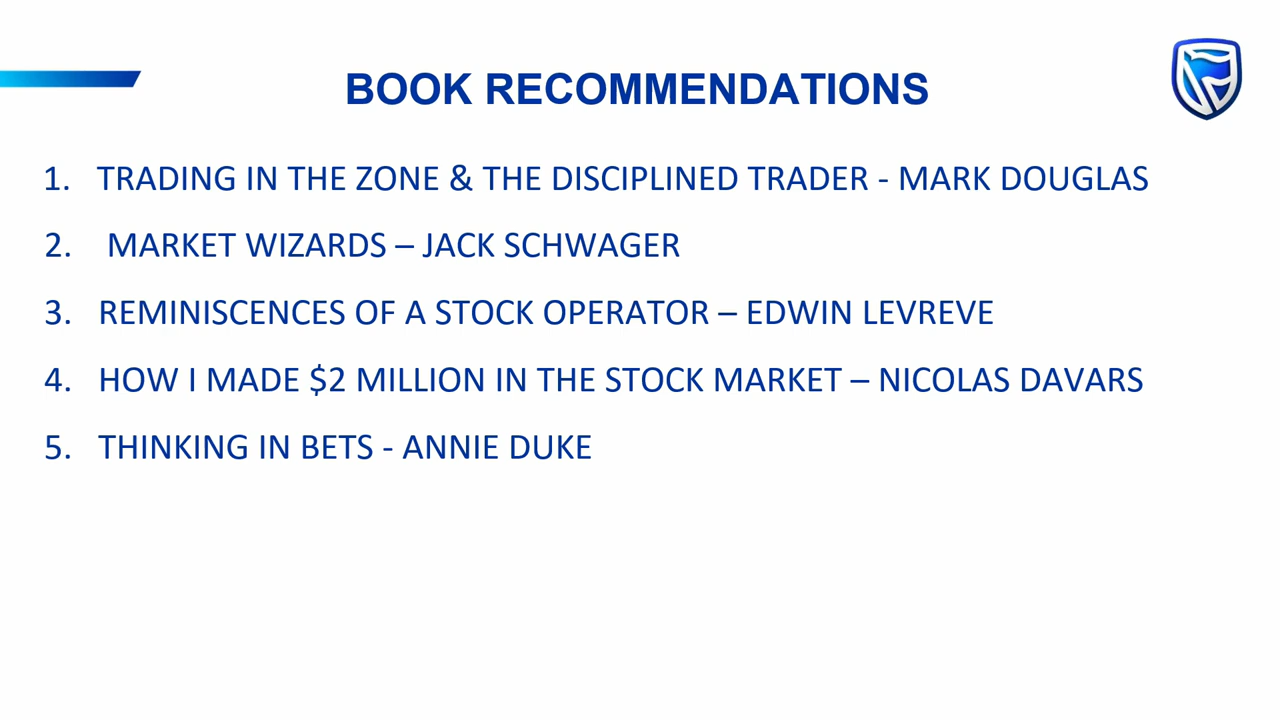 BOOK RECOMMENDATIONS
1. TRADING IN THE ZONE & THE DISCIPLINED TRADER - MARK DOUGLAS
2. MARKET WIZARDS – JACK SCHWAGER
3. REMINISCENCES OF A STOCK OPERATOR – EDWIN LEVREVE
4. HOW I MADE $2 MILLION IN THE STOCK MARKET – NICOLAS DAVARS
5. THINKING IN BETS - ANNIE DUKE